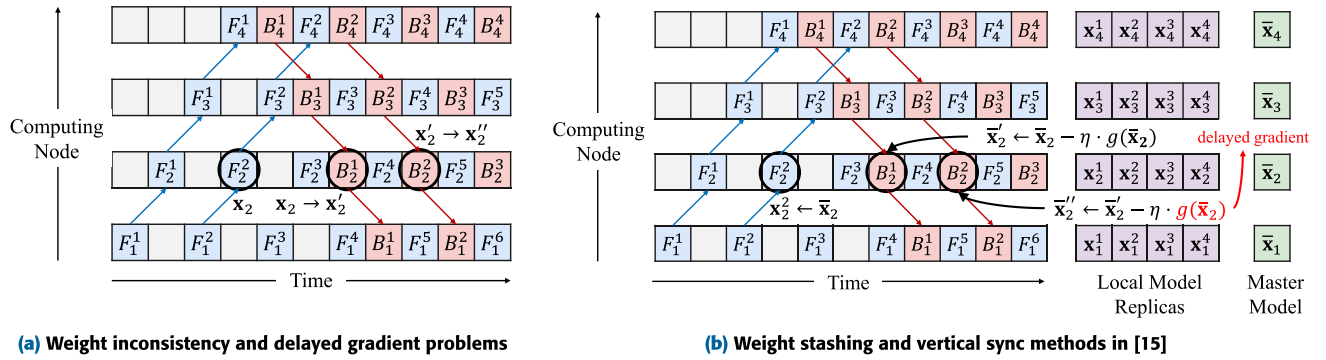 F_4^1 B_4^1 F_4^2 B_4^2 F_4^3 B_4^3 F_4^4 B_4^4
F_3^1 F_3^2 B_3^1 F_3^3 B_3^2 F_3^4 B_3^3 F_3^5
Computing
Node
x_2' → x_2''
F_2^1 F_2^2 F_2^3 B_2^1 F_2^4 B_2^2 F_2^5 B_2^3
x_2 x_2 → x_2'
F_1^1 F_1^2 F_1^3 F_1^4 B_1^1 F_1^5 B_1^2 F_1^6
Time
(a) Weight inconsistency and delayed gradient problems
F_4^1 B_4^1 F_4^2 B_4^2 F_4^3 B_4^3 F_4^4 B_4^4 x_4^1 x_4^2 x_4^3 x_4^4 x̄_4
F_3^1 F_3^2 B_3^1 F_3^3 B_3^2 F_3^4 B_3^3 F_3^5 x_3^1 x_3^2 x_3^3 x_3^4 x̄_3
Computing
Node
x̄_2' ← x̄_2 − η · g(x̄_2) delayed gradient
F_2^1 F_2^2 F_2^3 B_2^1 F_2^4 B_2^2 F_2^5 B_2^3 x_2^1 x_2^2 x_2^3 x_2^4 x̄_2
x_2^2 ← x̄_2 x̄_2'' ← x̄_2' − η · g(x̄_2)
F_1^1 F_1^2 F_1^3 F_1^4 B_1^1 F_1^5 B_1^2 F_1^6 x_1^1 x_1^2 x_1^3 x_1^4 x̄_1
Time
Local Model
Replicas
Master
Model
(b) Weight stashing and vertical sync methods in [15]